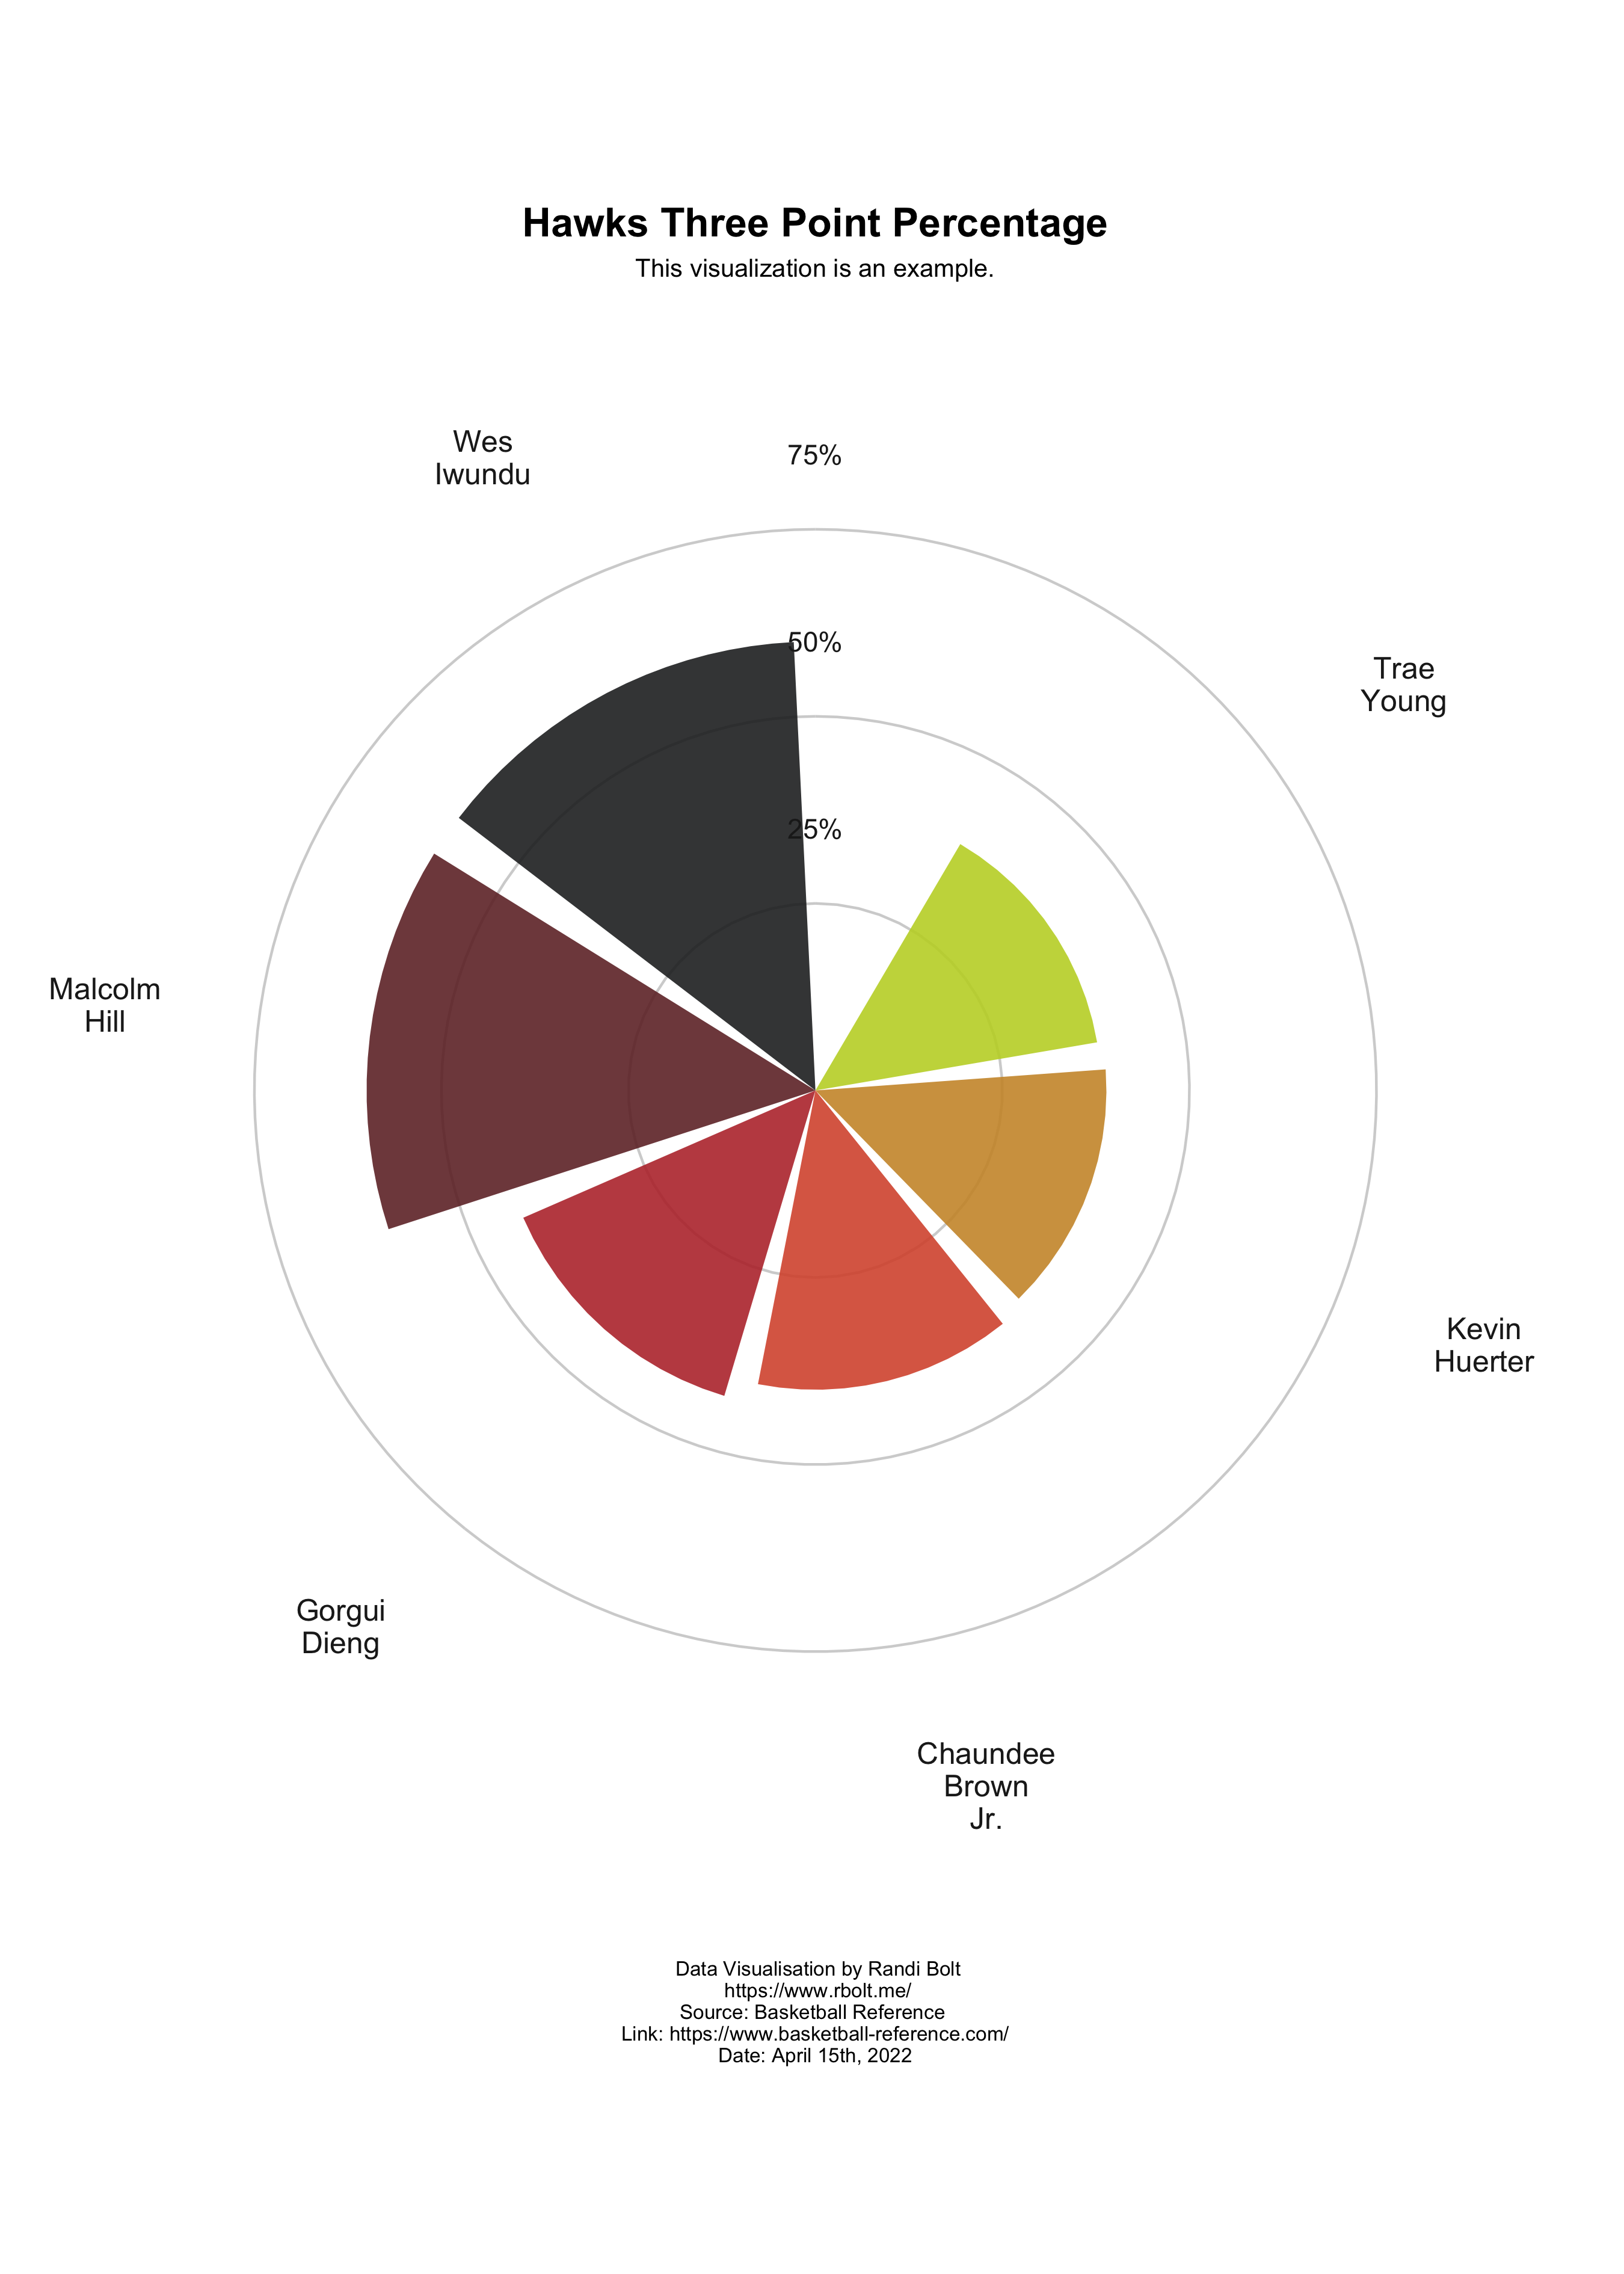 Hawks Three Point Percentage
This visualization is an example.
Wes
Iwundu
75%
50%
Trae
Young
25%
Malcolm
Hill
Kevin
Huerter
Gorgui
Dieng
Chaundee
Brown
Jr.
Data Visualisation by Randi Bolt
https://www.rbolt.me/
Source: Basketball Reference
Link: https://www.basketball-reference.com/
Date: April 15th, 2022